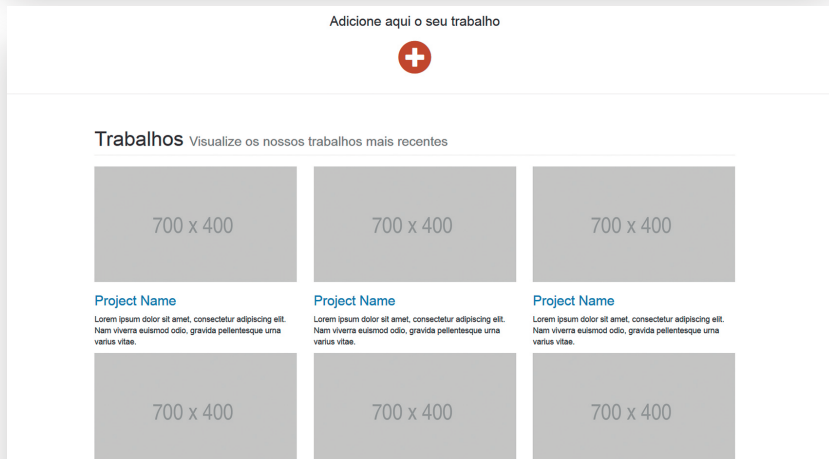 Adicione aqui o seu trabalho
Trabalhos Visualize os nossos trabalhos mais recentes
700 x 400
700 x 400
700 x 400
Project Name
Project Name
Project Name
Lorem ipsum dolor sit amet, consectetur adipiscing elit.
Nam viverra euismod odio, gravida pellentesque urna
varius vitae.
Lorem ipsum dolor sit amet, consectetur adipiscing elit.
Nam viverra euismod odio, gravida pellentesque urna
varius vitae.
Lorem ipsum dolor sit amet, consectetur adipiscing elit.
Nam viverra euismod odio, gravida pellentesque urna
varius vitae.
700 x 400
700 x 400
700 x 400